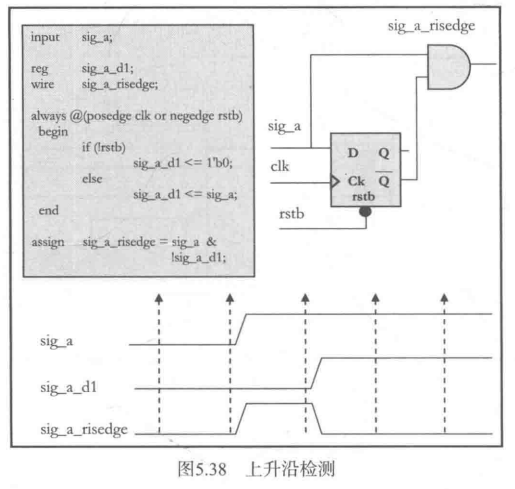 input sig_a;
reg sig_a_d1;
wire sig_a_risedge;
always @(posedge clk or negedge rstb)
begin
if (!rstb)
sig_a_d1 <= 1'b0;
else
sig_a_d1 <= sig_a;
end
assign sig_a_risedge = sig_a &
!sig_a_d1;
sig_a_risedge
sig_a
clk
rstb
D Q
Ck Q
rstb
sig_a
sig_a_d1
sig_a_risedge
图5.38 上升沿检测